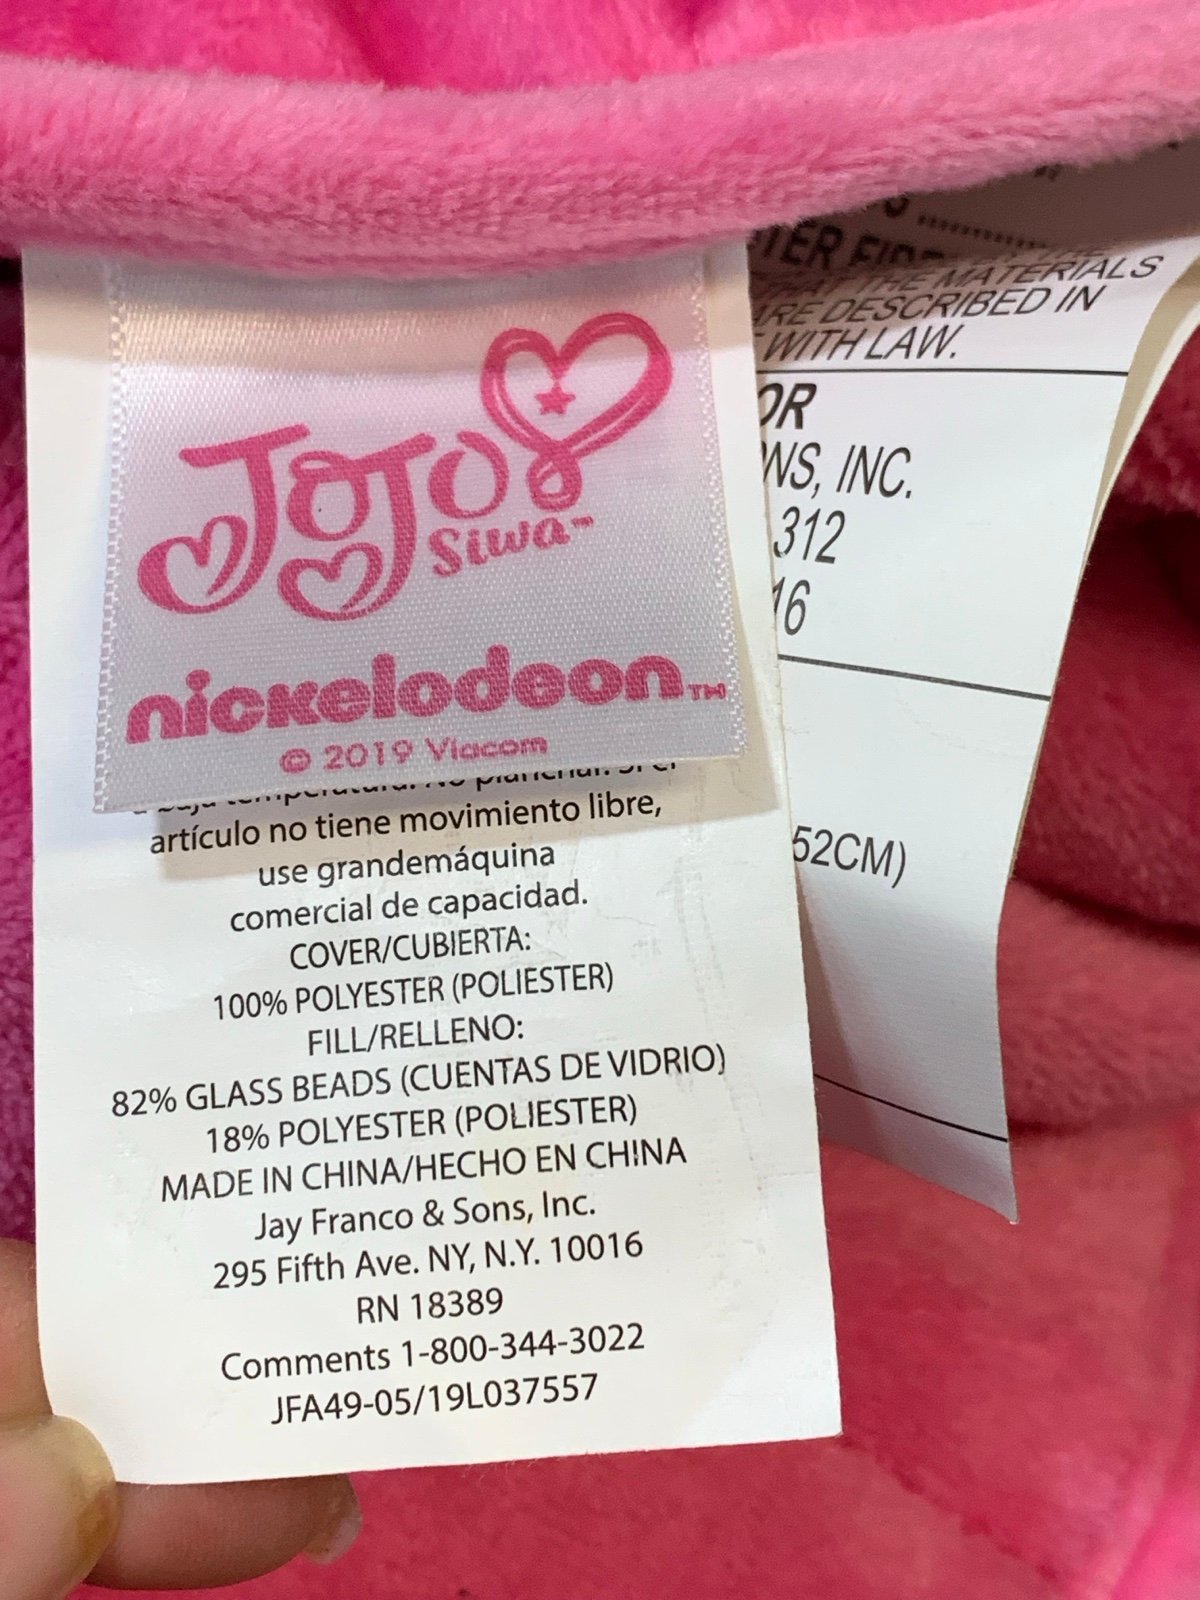 JoJo
Siwa™
nickelodeon™
© 2019 Viacom
artículo no tiene movimiento libre,
use grandemáquina
comercial de capacidad.
COVER/CUBIERTA:
100% POLYESTER (POLIESTER)
FILL/RELLENO:
82% GLASS BEADS (CUENTAS DE VIDRIO)
18% POLYESTER (POLIESTER)
MADE IN CHINA/HECHO EN CHINA
Jay Franco & Sons, Inc.
295 Fifth Ave. NY, N.Y. 10016
RN 18389
Comments 1-800-344-3022
JFA49-05/19L037557
THE MATERIALS
DESCRIBED IN
WITH LAW.
OR
NS, INC.
312
16
52CM)